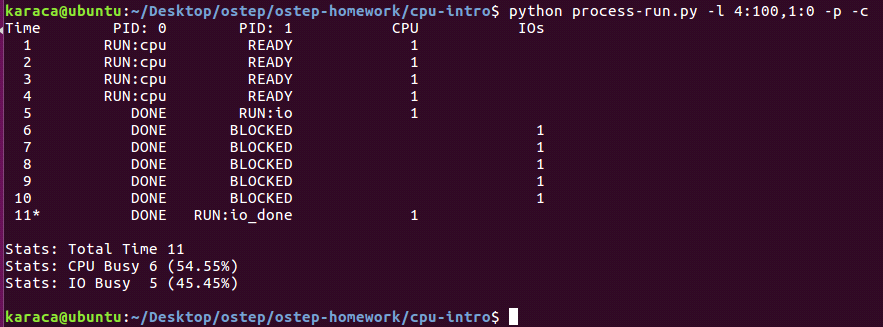 karaca@ubuntu:~/Desktop/ostep/ostep-homework/cpu-intro$ python process-run.py -l 4:100,1:0 -p -c
Time PID: 0 PID: 1 CPU IOs
1 RUN:cpu READY 1
2 RUN:cpu READY 1
3 RUN:cpu READY 1
4 RUN:cpu READY 1
5 DONE RUN:io 1
6 DONE BLOCKED 1
7 DONE BLOCKED 1
8 DONE BLOCKED 1
9 DONE BLOCKED 1
10 DONE BLOCKED 1
11* DONE RUN:io_done 1
Stats: Total Time 11
Stats: CPU Busy 6 (54.55%)
Stats: IO Busy 5 (45.45%)
karaca@ubuntu:~/Desktop/ostep/ostep-homework/cpu-intro$